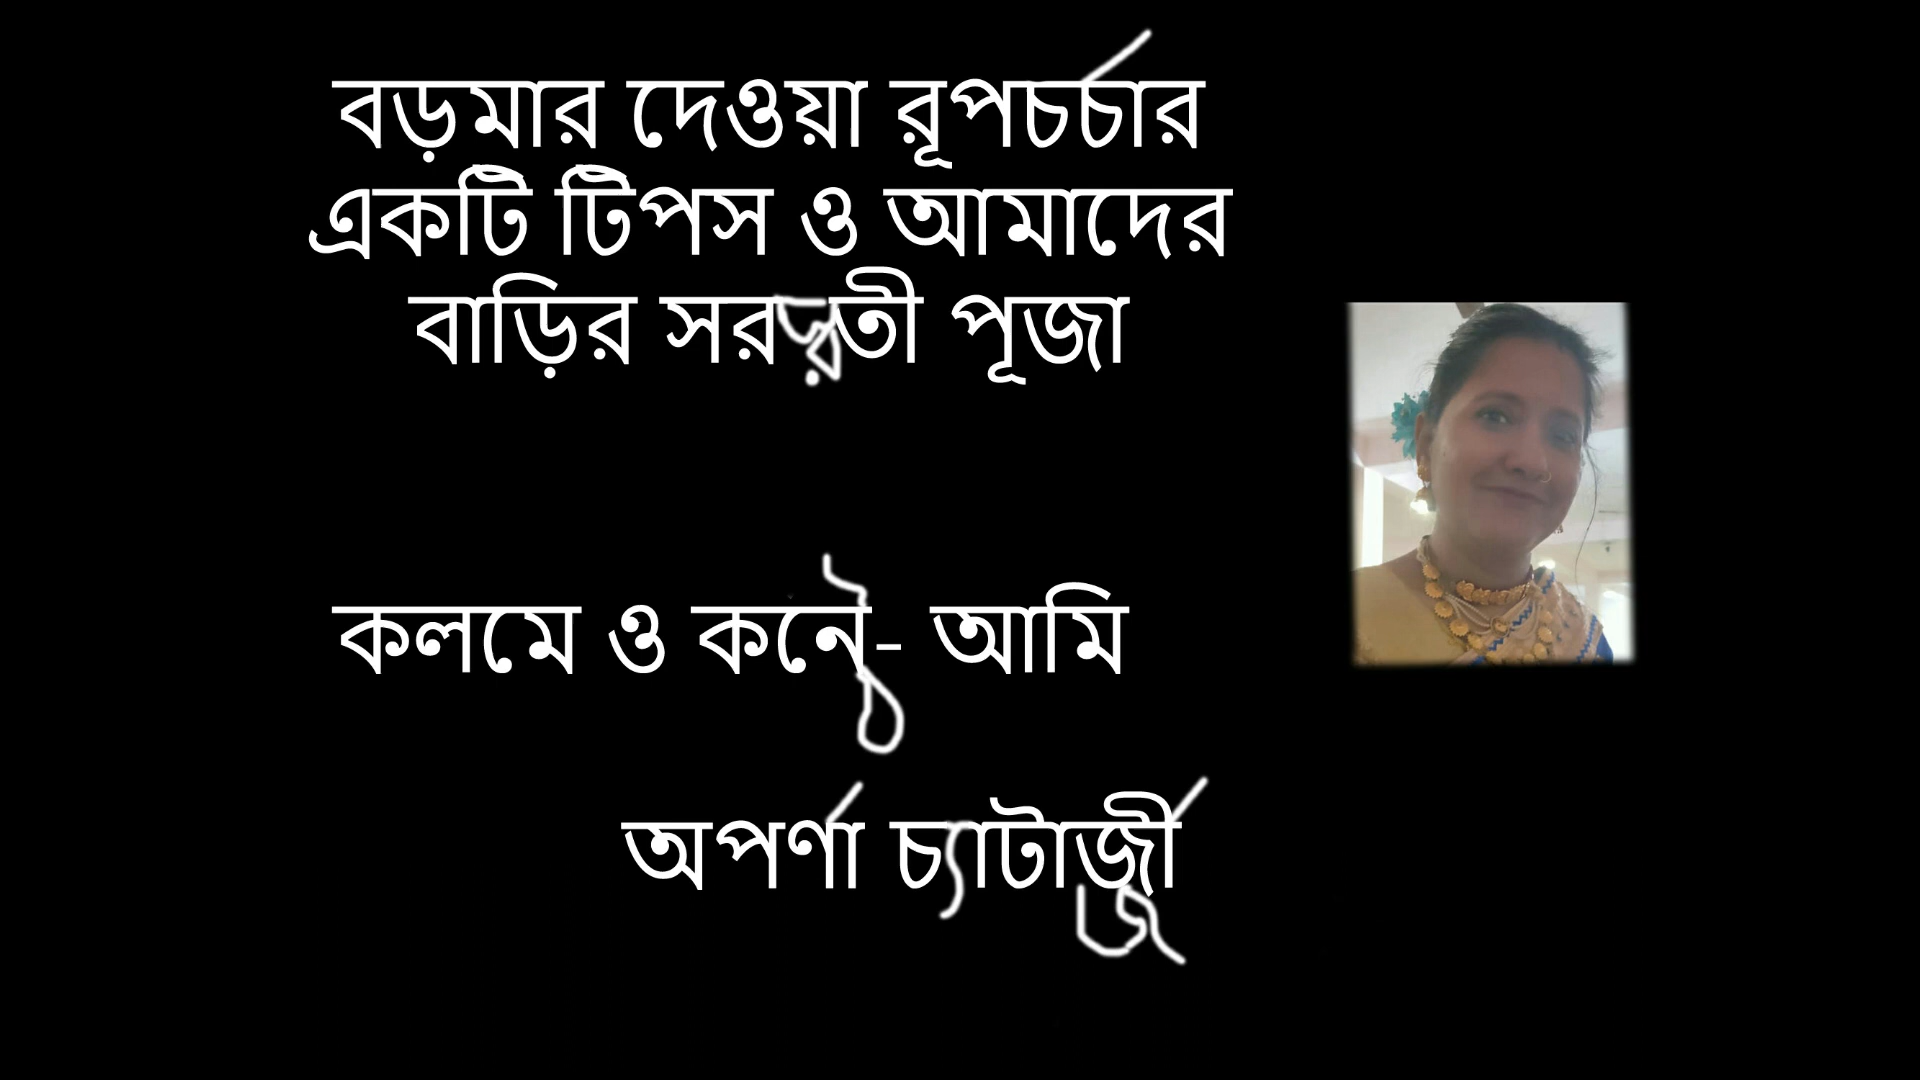 বড়মার দেওয়া রূপচর্চার
একটি টিপস ও আমাদের
বাড়ির সরস্বতী পূজা
কলমে ও কন্ঠে - আমি
অপর্ণা চ্যাটার্জ্জী